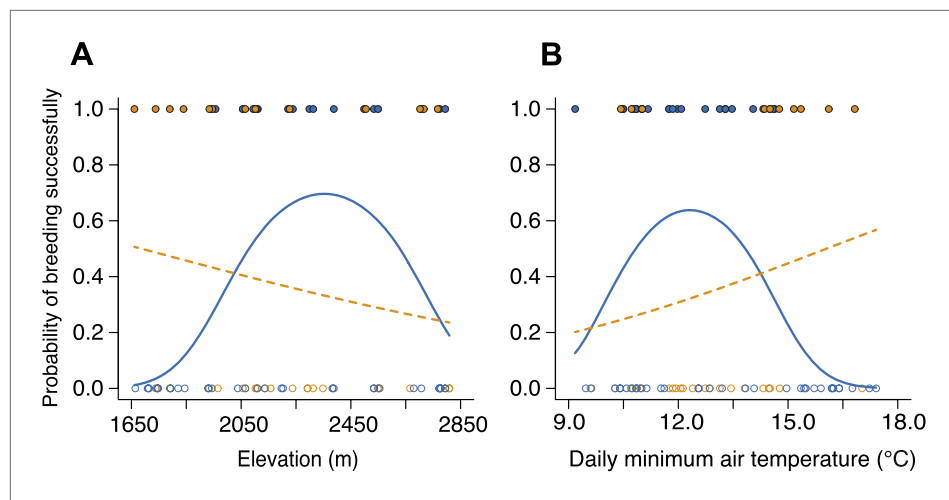 A
B
Probability of breeding successfully
1.0
0.8
0.6
0.4
0.2
0.0
1650 2050 2450 2850
Elevation (m)
1.0
0.8
0.6
0.4
0.2
0.0
9.0 12.0 15.0 18.0
Daily minimum air temperature (°C)